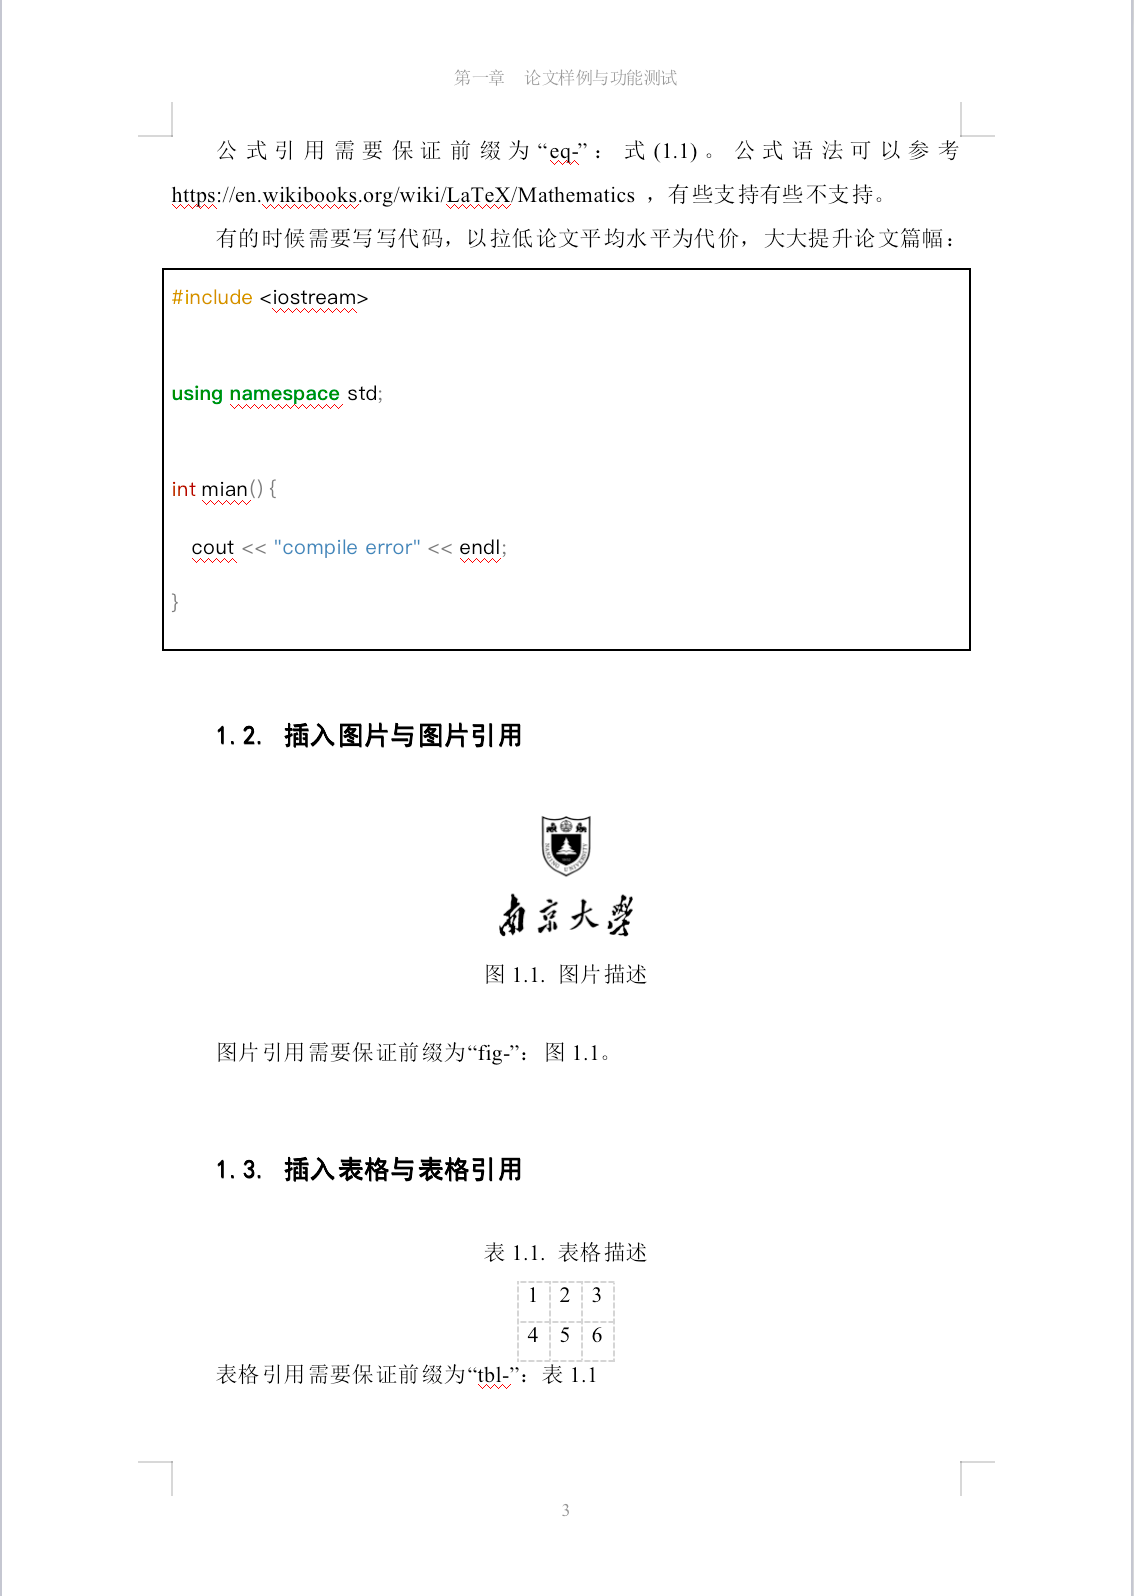 第一章 论文样例与功能测试
公式引用需要保证前缀为“eq-”：式(1.1)。公式语法可以参考
https://en.wikibooks.org/wiki/LaTeX/Mathematics ，有些支持有些不支持。
有的时候需要写写代码，以拉低论文平均水平为代价，大大提升论文篇幅：
#include <iostream>
using namespace std;
int mian() {
cout << "compile error" << endl;
}
1.2. 插入图片与图片引用
NANJING UNIVERSITY
南京大學
图 1.1. 图片描述
图片引用需要保证前缀为“fig-”：图 1.1。
1.3. 插入表格与表格引用
表 1.1. 表格描述
1 2 3
4 5 6
表格引用需要保证前缀为“tbl-”：表 1.1
3